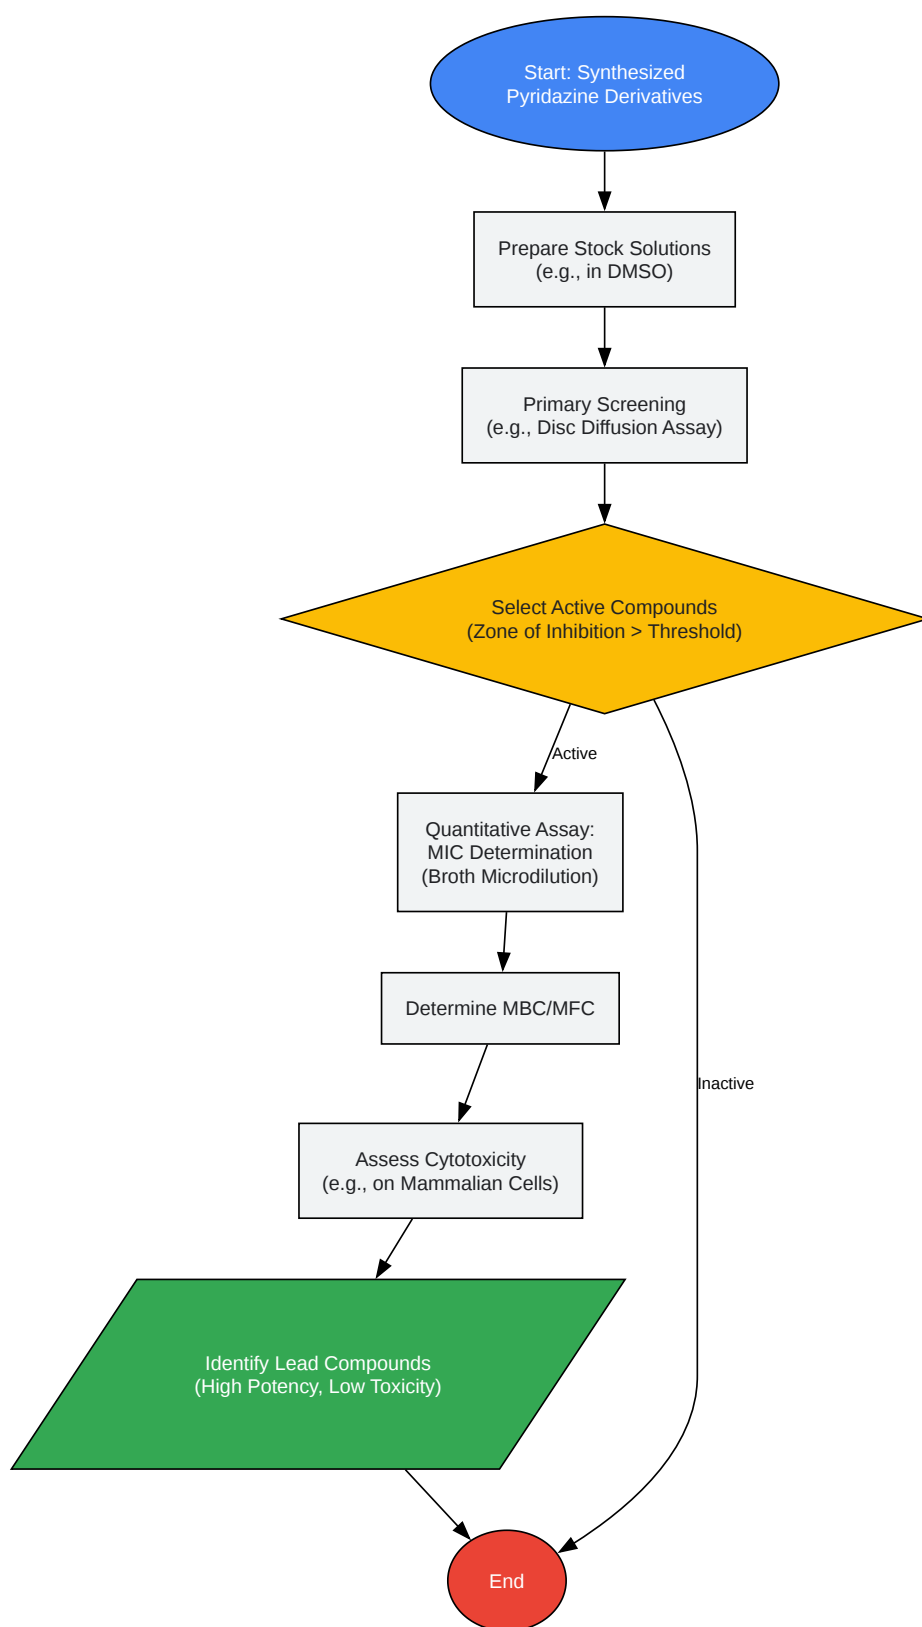 Start: Synthesized
Pyridazine Derivatives
Prepare Stock Solutions
(e.g., in DMSO)
Primary Screening
(e.g., Disc Diffusion Assay)
Select Active Compounds
(Zone of Inhibition > Threshold)
Active
Quantitative Assay:
MIC Determination
(Broth Microdilution)
Determine MBC/MFC
Inactive
Assess Cytotoxicity
(e.g., on Mammalian Cells)
Identify Lead Compounds
(High Potency, Low Toxicity)
End